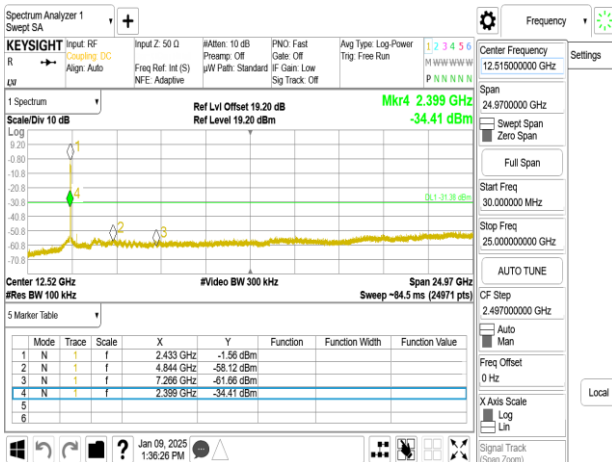 Spectrum Analyzer 1
Swept SA
Frequency
KEYSIGHT
R
Input: RF
Coupling: DC
Align: Auto
Input Z: 50 Ω
Freq Ref: Int (S)
NFE: Adaptive
#Atten: 10 dB
Preamp: Off
µW Path: Standard
PNO: Fast
Gate: Off
IF Gain: Low
Sig Track: Off
Avg Type: Log-Power
Trig: Free Run
1 2 3 4 5 6
M W W W W W
P N N N N N
Center Frequency
12.515000000 GHz
Settings
Span
24.9700000 GHz
Swept Span
Zero Span
Full Span
Start Freq
30.000000 MHz
Stop Freq
25.000000000 GHz
AUTO TUNE
CF Step
2.497000000 GHz
Auto
Man
Freq Offset
0 Hz
X Axis Scale
Log
Lin
Signal Track
(Span Zoom)
Local
1 Spectrum
Scale/Div 10 dB
Ref Lvl Offset 19.20 dB
Ref Level 19.20 dBm
Mkr4 2.399 GHz
-34.41 dBm
Log
9.20
-0.80
-10.8
-20.8
-30.8
-40.8
-50.8
-60.8
-70.8
1
4
2
3
Center 12.52 GHz
#Res BW 100 kHz
#Video BW 300 kHz
Span 24.97 GHz
Sweep ~84.5 ms (24971 pts)
5 Marker Table
Mode Trace Scale X Y Function Function Width Function Value
1 N 1 f 2.433 GHz -1.56 dBm
2 N 1 f 4.844 GHz -58.12 dBm
3 N 1 f 7.266 GHz -61.66 dBm
4 N 1 f 2.399 GHz -34.41 dBm
5
6
Jan 09, 2025
1:36:26 PM